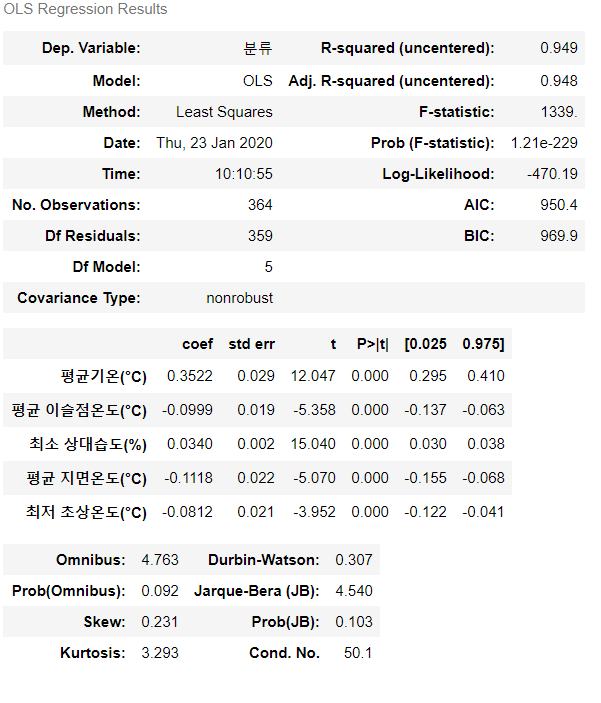 OLS Regression Results
Dep. Variable: 분류 R-squared (uncentered): 0.949
Model: OLS Adj. R-squared (uncentered): 0.948
Method: Least Squares F-statistic: 1339.
Date: Thu, 23 Jan 2020 Prob (F-statistic): 1.21e-229
Time: 10:10:55 Log-Likelihood: -470.19
No. Observations: 364 AIC: 950.4
Df Residuals: 359 BIC: 969.9
Df Model: 5
Covariance Type: nonrobust
coef std err t P>|t| [0.025 0.975]
평균기온(°C) 0.3522 0.029 12.047 0.000 0.295 0.410
평균 이슬점온도(°C) -0.0999 0.019 -5.358 0.000 -0.137 -0.063
최소 상대습도(%) 0.0340 0.002 15.040 0.000 0.030 0.038
평균 지면온도(°C) -0.1118 0.022 -5.070 0.000 -0.155 -0.068
최저 초상온도(°C) -0.0812 0.021 -3.952 0.000 -0.122 -0.041
Omnibus: 4.763 Durbin-Watson: 0.307
Prob(Omnibus): 0.092 Jarque-Bera (JB): 4.540
Skew: 0.231 Prob(JB): 0.103
Kurtosis: 3.293 Cond. No. 50.1